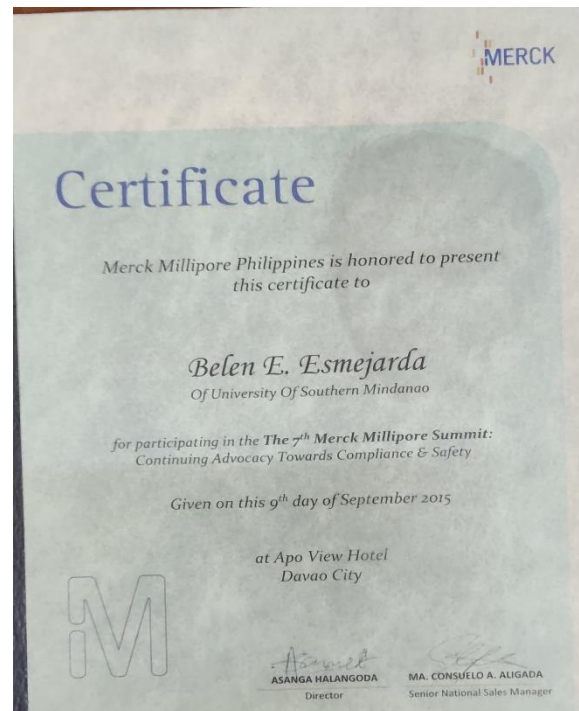 MERCK
Certificate
Merck Millipore Philippines is honored to present
this certificate to
Belen E. Esmejarda
Of University Of Southern Mindanao
for participating in the The 7th Merck Millipore Summit:
Continuing Advocacy Towards Compliance & Safety
Given on this 9th day of September 2015
at Apo View Hotel
Davao City
M
ASANGA HALANGODA
Director
MA. CONSUELO A. ALIGADA
Senior National Sales Manager